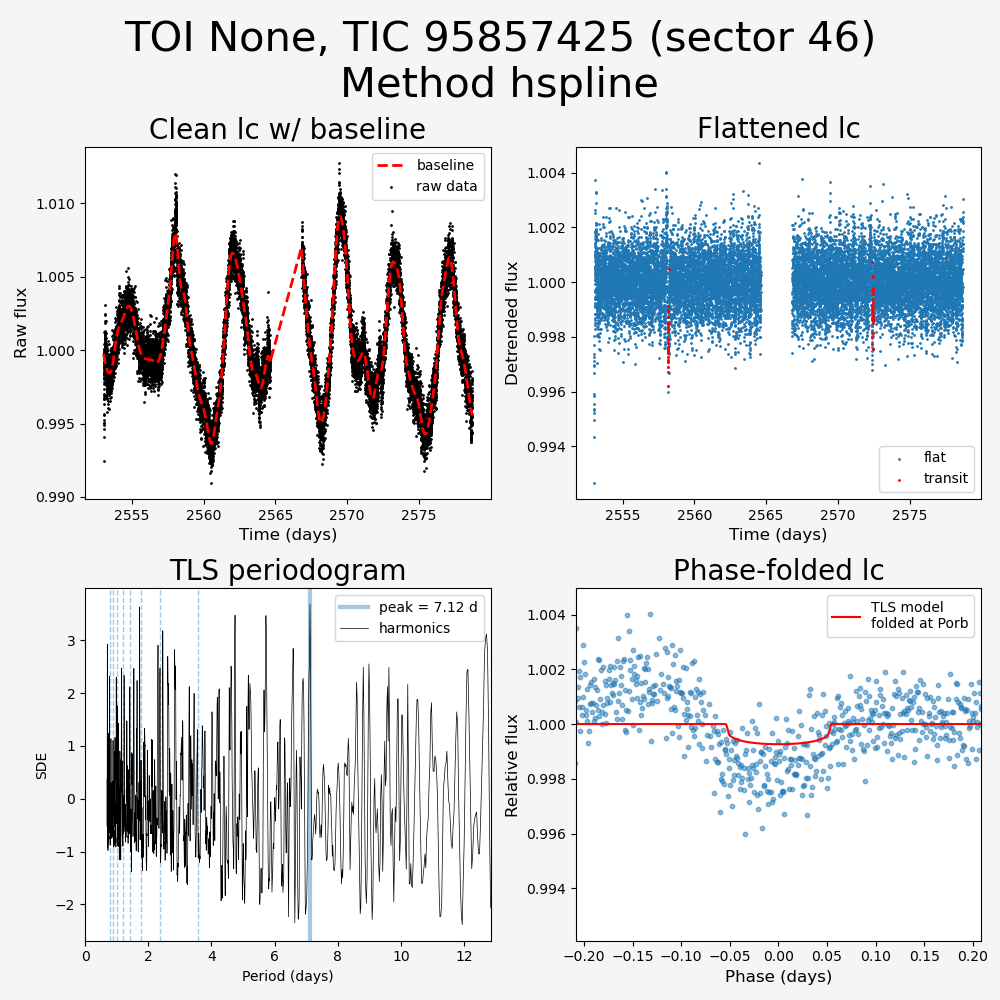 TOI None, TIC 95857425 (sector 46)
Method hspline
Clean lc w/ baseline
Flattened lc
baseline
raw data
Raw flux
1.010
1.005
1.000
0.995
0.990
2555 2560 2565 2570 2575
Time (days)
Detrended flux
1.004
1.002
1.000
0.998
0.996
0.994
flat
transit
2555 2560 2565 2570 2575
Time (days)
TLS periodogram
Phase-folded lc
peak = 7.12 d
harmonics
SDE
3
2
1
0
−1
−2
0 2 4 6 8 10 12
Period (days)
TLS model
folded at Porb
Relative flux
1.004
1.002
1.000
0.998
0.996
0.994
−0.20 −0.15 −0.10 −0.05 0.00 0.05 0.10 0.15 0.20
Phase (days)